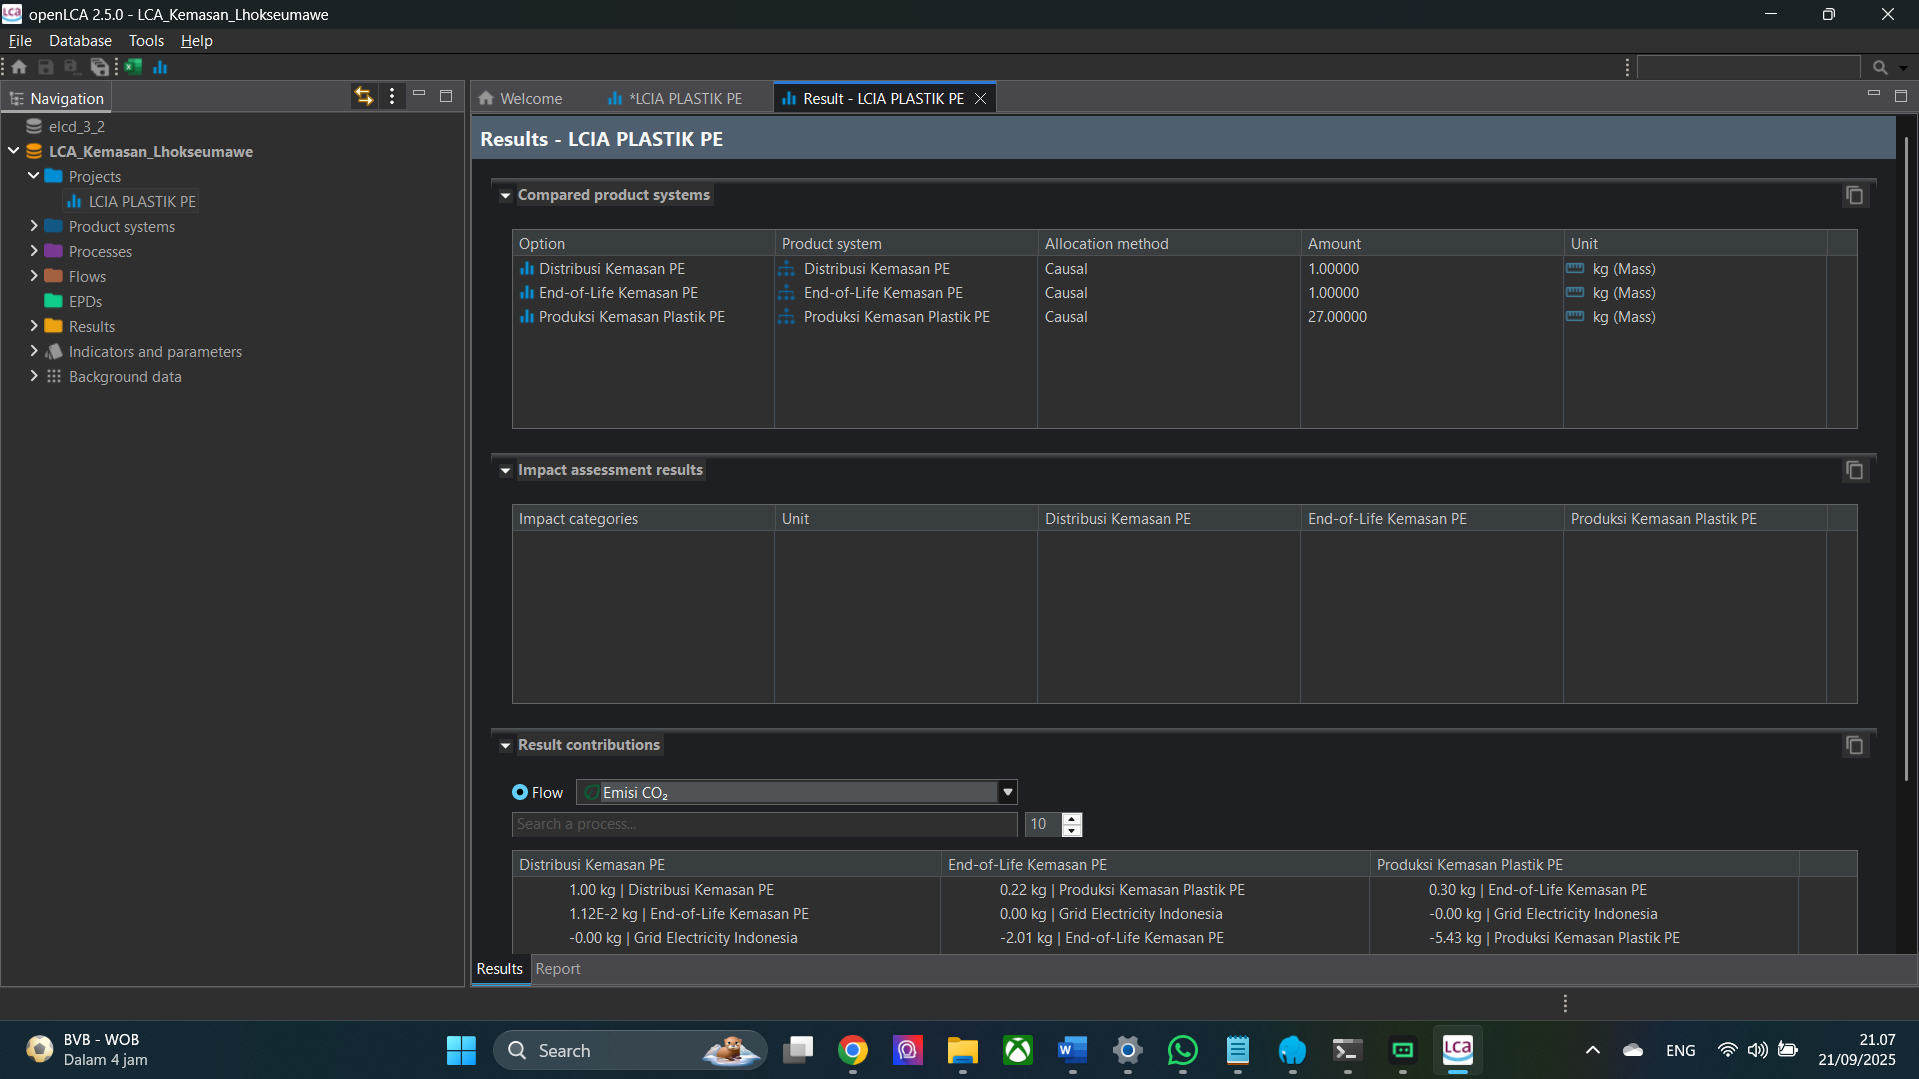 openLCA 2.5.0 - LCA_Kemasan_Lhokseumawe
File Database Tools Help
Navigation
elcd_3_2
LCA_Kemasan_Lhokseumawe
Projects
LCIA PLASTIK PE
Product systems
Processes
Flows
EPDs
Results
Indicators and parameters
Background data
Welcome
*LCIA PLASTIK PE
Result - LCIA PLASTIK PE
Results - LCIA PLASTIK PE
Compared product systems
Option Product system Allocation method Amount Unit
Distribusi Kemasan PE Distribusi Kemasan PE Causal 1.00000 kg (Mass)
End-of-Life Kemasan PE End-of-Life Kemasan PE Causal 1.00000 kg (Mass)
Produksi Kemasan Plastik PE Produksi Kemasan Plastik PE Causal 27.00000 kg (Mass)
Impact assessment results
Impact categories Unit Distribusi Kemasan PE End-of-Life Kemasan PE Produksi Kemasan Plastik PE
Result contributions
Flow Emisi CO₂
Search a process... 10
Distribusi Kemasan PE End-of-Life Kemasan PE Produksi Kemasan Plastik PE
1.00 kg | Distribusi Kemasan PE 0.22 kg | Produksi Kemasan Plastik PE 0.30 kg | End-of-Life Kemasan PE
1.12E-2 kg | End-of-Life Kemasan PE 0.00 kg | Grid Electricity Indonesia -0.00 kg | Grid Electricity Indonesia
-0.00 kg | Grid Electricity Indonesia -2.01 kg | End-of-Life Kemasan PE -5.43 kg | Produksi Kemasan Plastik PE
Results Report
BVB - WOB
Dalam 4 jam
Search
LCA
ENG
21.07
21/09/2025